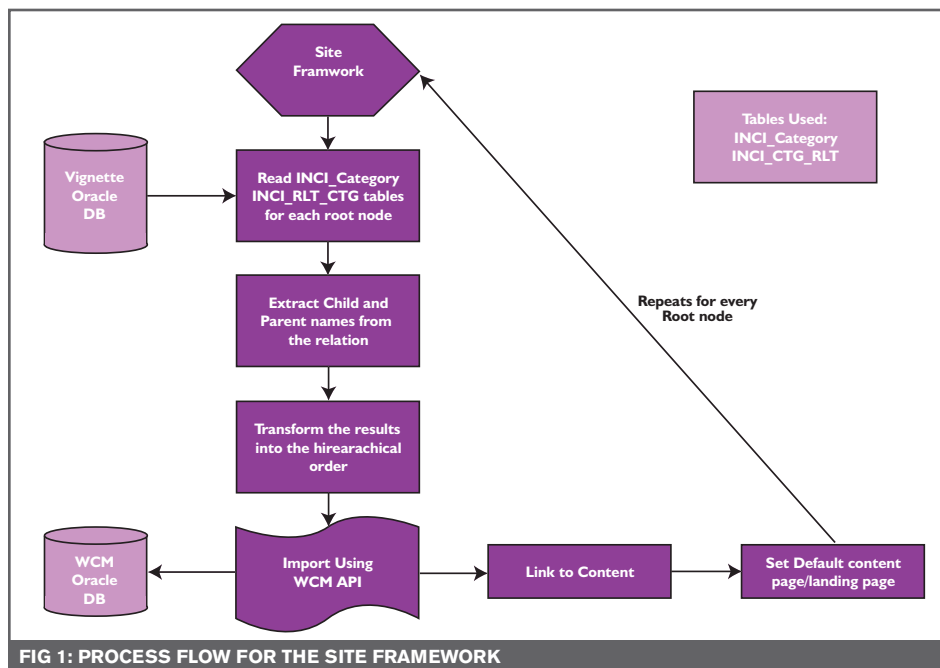 Site
Framwork
Tables Used:
INCI_Category
INCI_CTG_RLT
Vignette
Oracle
DB
Read INCI_Category
INCI_RLT_CTG tables
for each root node
Extract Child and
Parent names from
the relation
Repeats for every
Root node
Transform the results
into the hirearachical
order
WCM
Oracle
DB
Import Using
WCM API
Link to Content
Set Default content
page/landing page
FIG 1: PROCESS FLOW FOR THE SITE FRAMEWORK